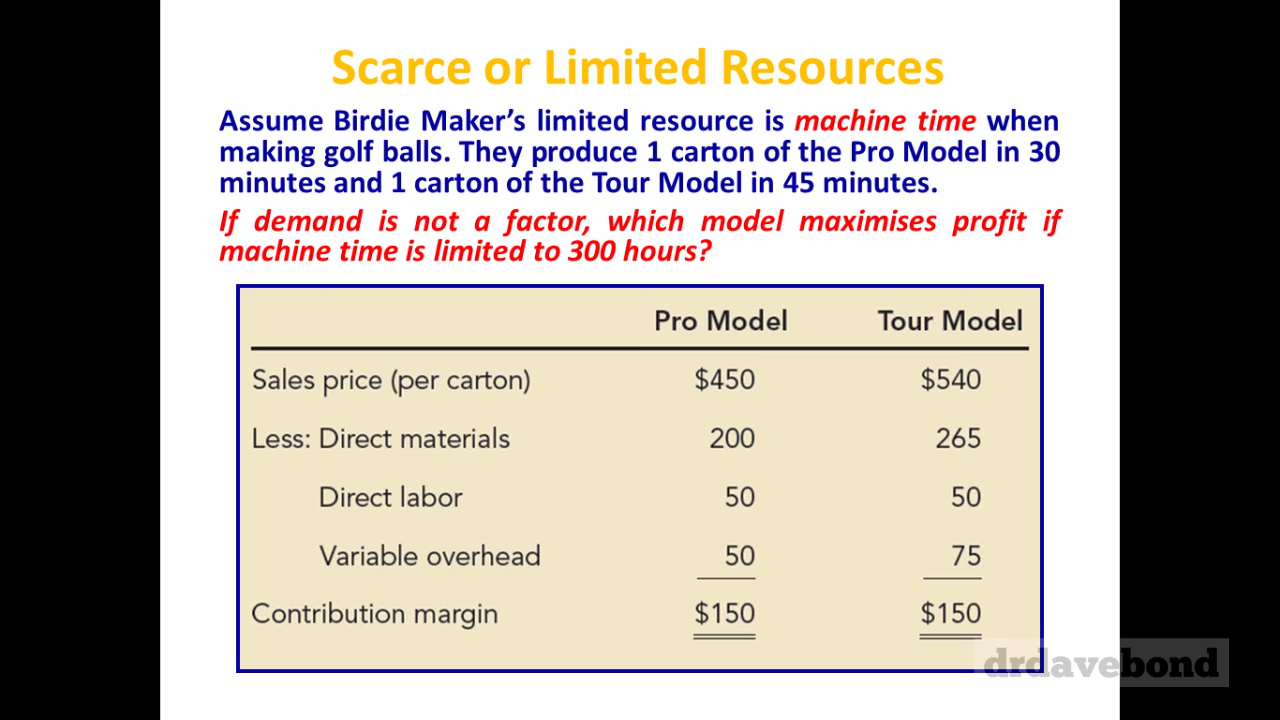 Scarce or Limited Resources
Assume Birdie Maker’s limited resource is machine time when
making golf balls. They produce 1 carton of the Pro Model in 30
minutes and 1 carton of the Tour Model in 45 minutes.
If demand is not a factor, which model maximises profit if
machine time is limited to 300 hours?
Pro Model Tour Model
Sales price (per carton) $450 $540
Less: Direct materials 200 265
Direct labor 50 50
Variable overhead 50 75
Contribution margin $150 $150
drdavebond